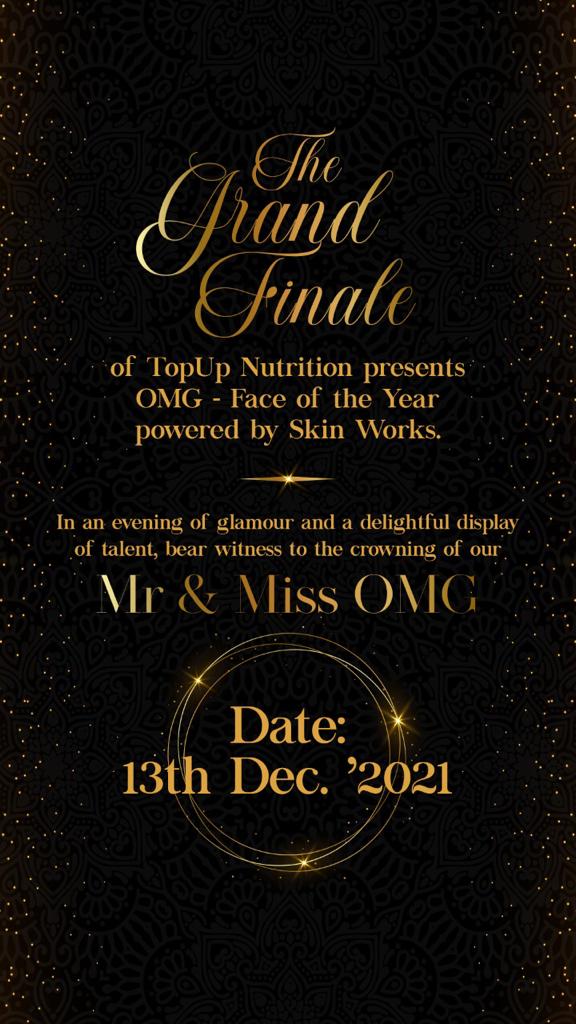 The
Grand
Finale
of TopUp Nutrition presents
OMG - Face of the Year
powered by Skin Works.
In an evening of glamour and a delightful display
of talent, bear witness to the crowning of our
Mr & Miss OMG
Date:
13th Dec. ’2021